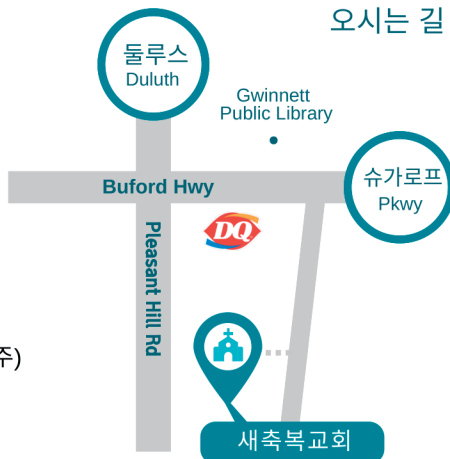 오시는 길
둘루스
Duluth
Gwinnett
Public Library
슈가로프
Pkwy
Buford Hwy
DQ
Pleasant Hill Rd
주)
새축복교회